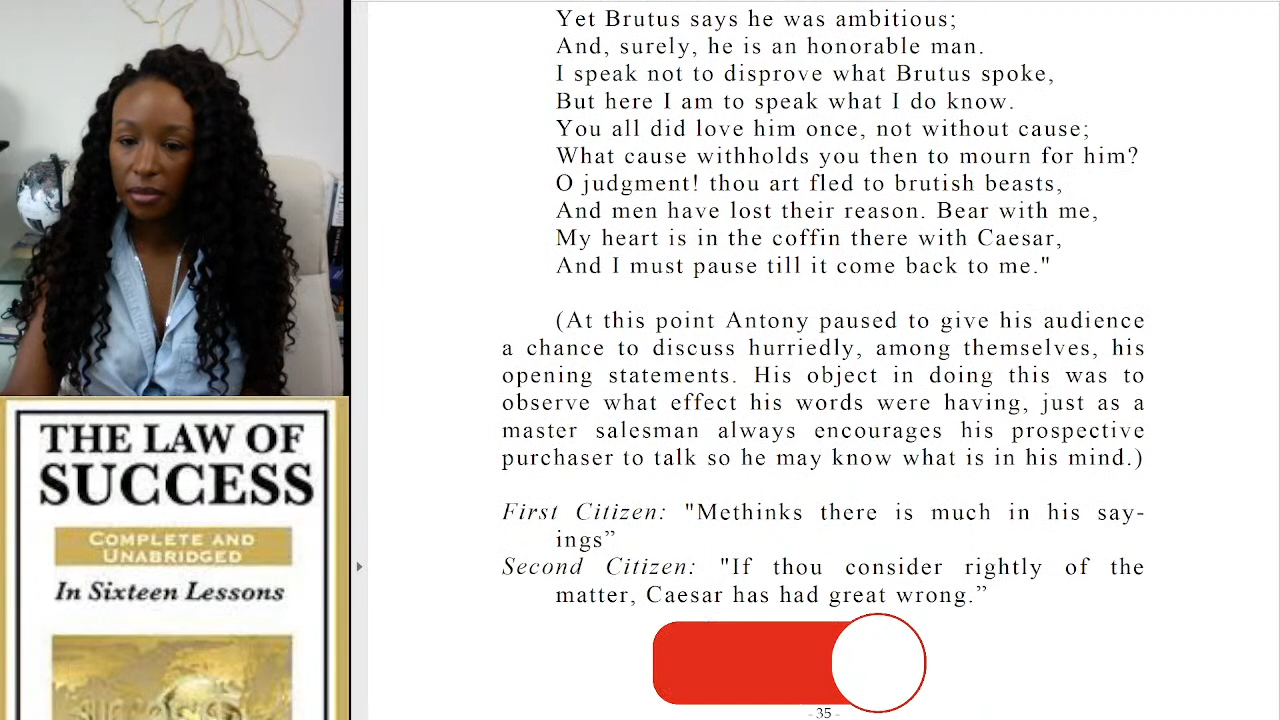 Yet Brutus says he was ambitious;
And, surely, he is an honorable man.
I speak not to disprove what Brutus spoke,
But here I am to speak what I do know.
You all did love him once, not without cause;
What cause withholds you then to mourn for him?
O judgment! thou art fled to brutish beasts,
And men have lost their reason. Bear with me,
My heart is in the coffin there with Caesar,
And I must pause till it come back to me."
(At this point Antony paused to give his audience
a chance to discuss hurriedly, among themselves, his
opening statements. His object in doing this was to
observe what effect his words were having, just as a
master salesman always encourages his prospective
purchaser to talk so he may know what is in his mind.)
First Citizen: "Methinks there is much in his say-
ings”
Second Citizen: "If thou consider rightly of the
matter, Caesar has had great wrong.”
- 35 -
THE LAW OF
SUCCESS
COMPLETE AND
UNABRIDGED
In Sixteen Lessons